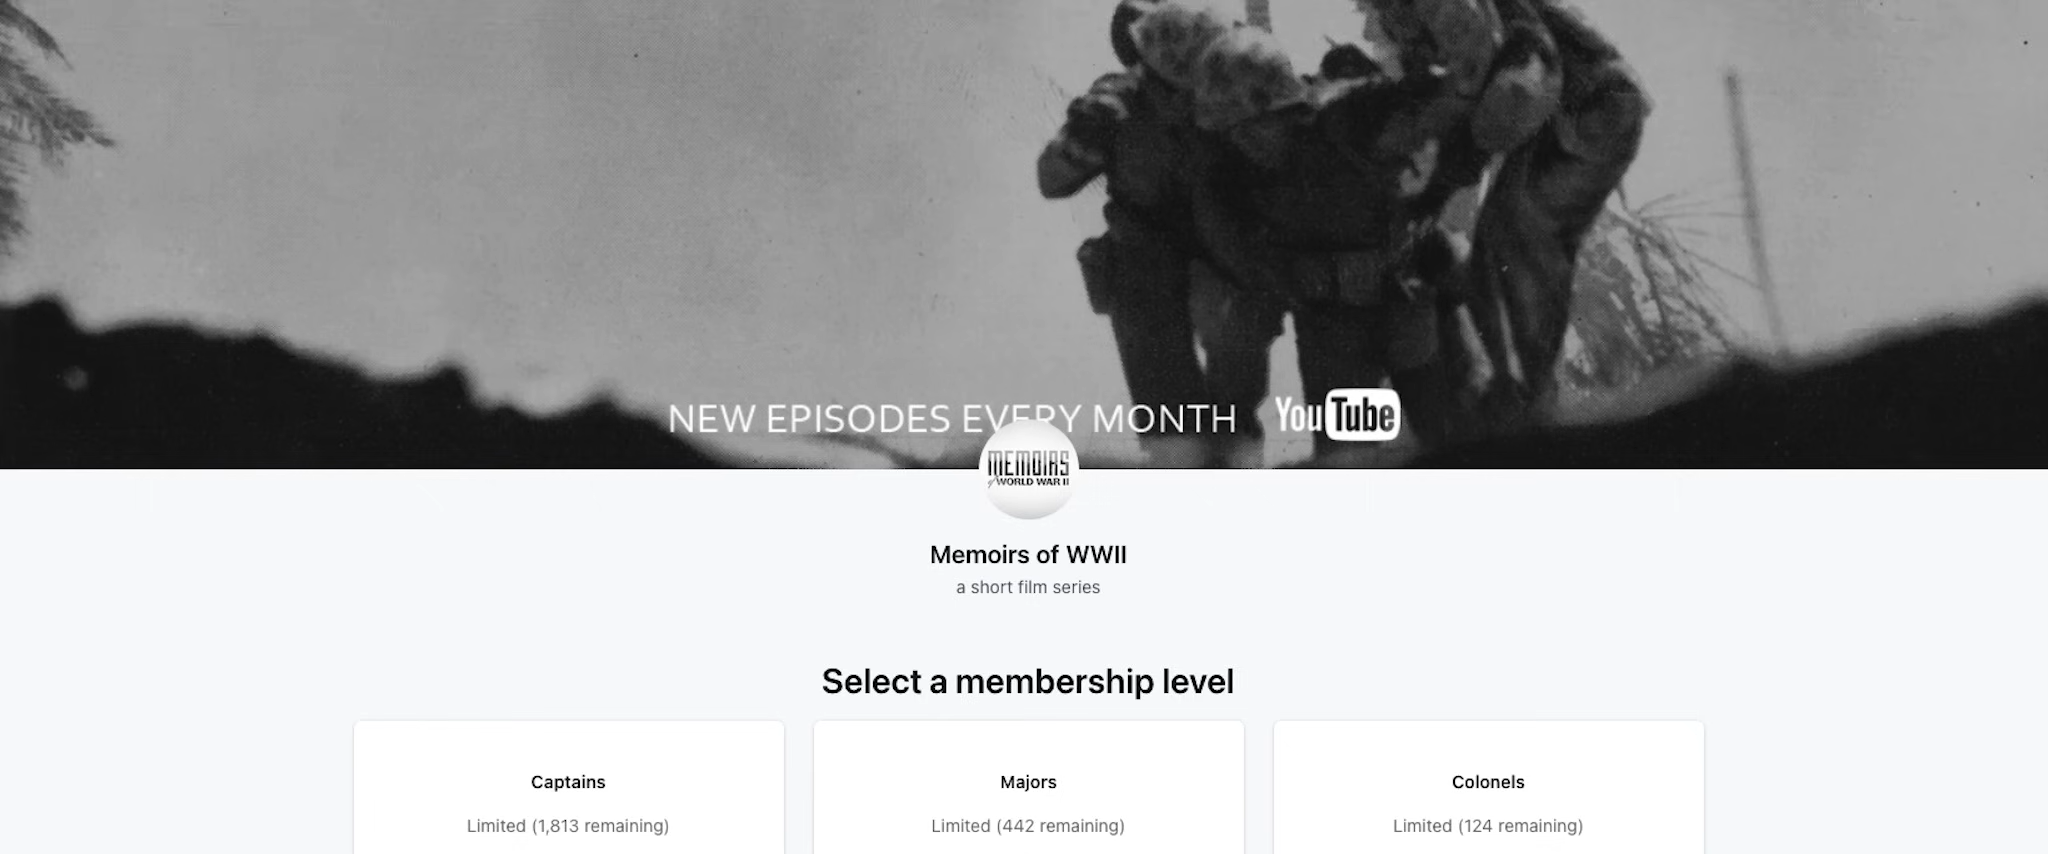 NEW EPISODES EVERY MONTH YouTube
MEMOIRS
of WORLD WAR II
Memoirs of WWII
a short film series
Select a membership level
Captains
Limited (1,813 remaining)
Majors
Limited (442 remaining)
Colonels
Limited (124 remaining)